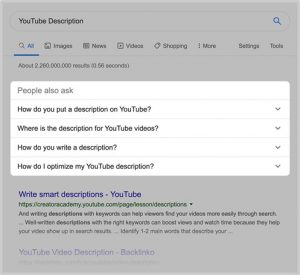 YouTube Description
All Images News Videos Shopping More Settings Tools
About 2,260,000,000 results (0.56 seconds)
People also ask
How do you put a description on YouTube?
Where is the description for YouTube videos?
How do you write a description?
How do I optimize my YouTube description?
Write smart descriptions - YouTube
https://creatoracademy.youtube.com/page/lesson/descriptions
And writing descriptions with keywords can help viewers find your videos more easily through search.
... Well-written descriptions with the right keywords can boost views and watch time because they help
your video show up in search results. ... Identify 1-2 main words that describe your ...
YouTube Video Description - Backlinko